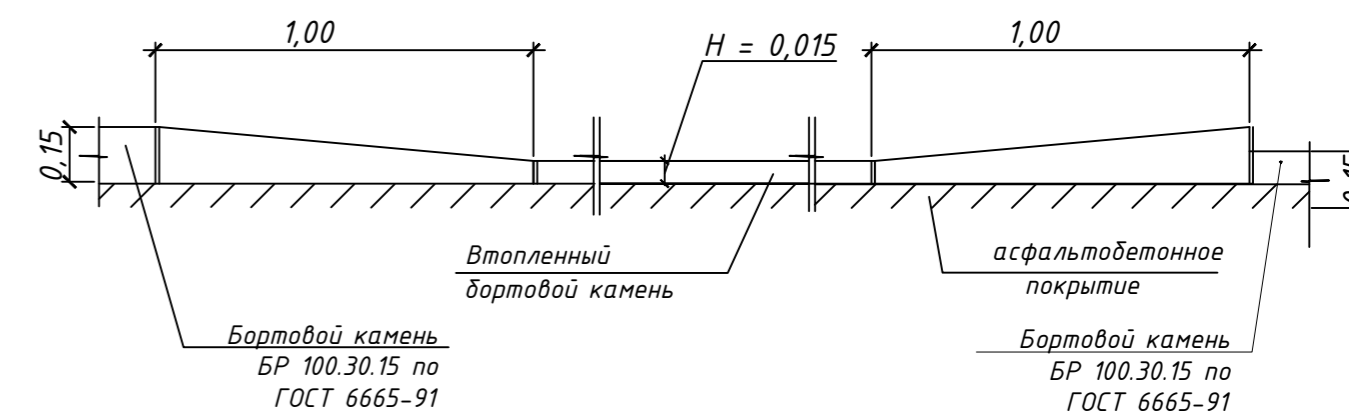 1,00
H = 0,015
1,00
0,15
Втопленный
бортовой камень
асфальтобетонное
покрытие
Бортовой камень
БР 100.30.15 по
ГОСТ 6665-91
Бортовой камень
БР 100.30.15 по
ГОСТ 6665-91